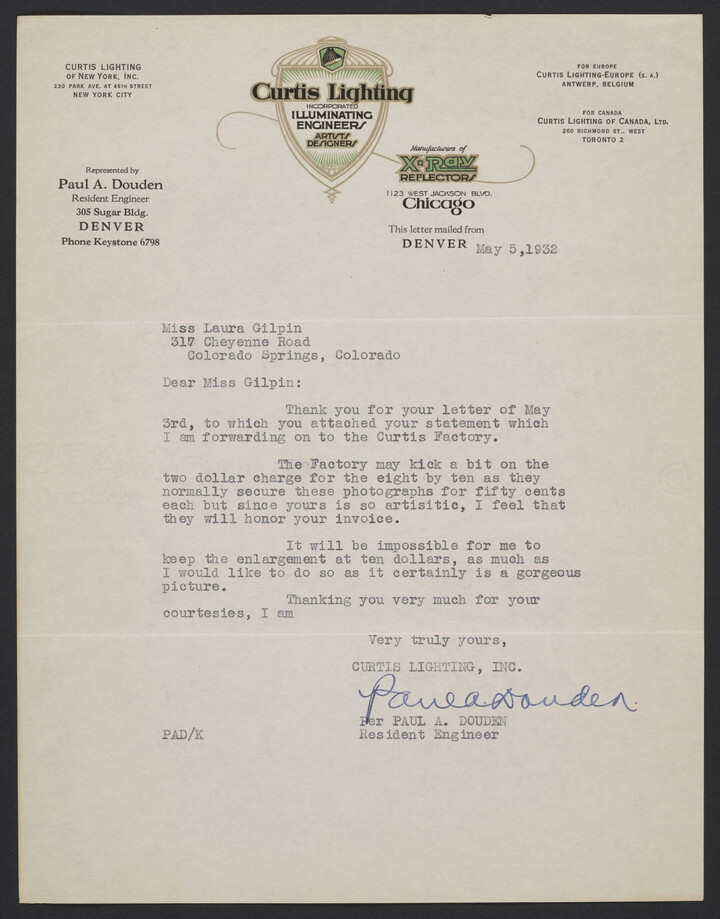 CURTIS LIGHTING
OF NEW YORK, INC.
230 PARK AVE. AT 46TH STREET
NEW YORK CITY
Curtis Lighting
INCORPORATED
ILLUMINATING
ENGINEERS
ARTISTS
DESIGNERS
FOR EUROPE
CURTIS LIGHTING-EUROPE (S. A.)
ANTWERP, BELGIUM
FOR CANADA
CURTIS LIGHTING OF CANADA, LTD.
260 RICHMOND ST., WEST
TORONTO 2
Manufacturers of
X-RAY
REFLECTORS
1123 WEST JACKSON BLVD.
Chicago
Represented by
Paul A. Douden
Resident Engineer
305 Sugar Bldg.
DENVER
Phone Keystone 6798
This letter mailed from
DENVER May 5,1932
Miss Laura Gilpin
317 Cheyenne Road
Colorado Springs, Colorado
Dear Miss Gilpin:
Thank you for your letter of May
3rd, to which you attached your statement which
I am forwarding on to the Curtis Factory.
The Factory may kick a bit on the
two dollar charge for the eight by ten as they
normally secure these photographs for fifty cents
each but since yours is so artisitic, I feel that
they will honor your invoice.
It will be impossible for me to
keep the enlargement at ten dollars, as much as
I would like to do so as it certainly is a gorgeous
picture.
Thanking you very much for your
courtesies, I am
Very truly yours,
CURTIS LIGHTING, INC.
Paul A. Douden
Per PAUL A. DOUDEN
PAD/K Resident Engineer